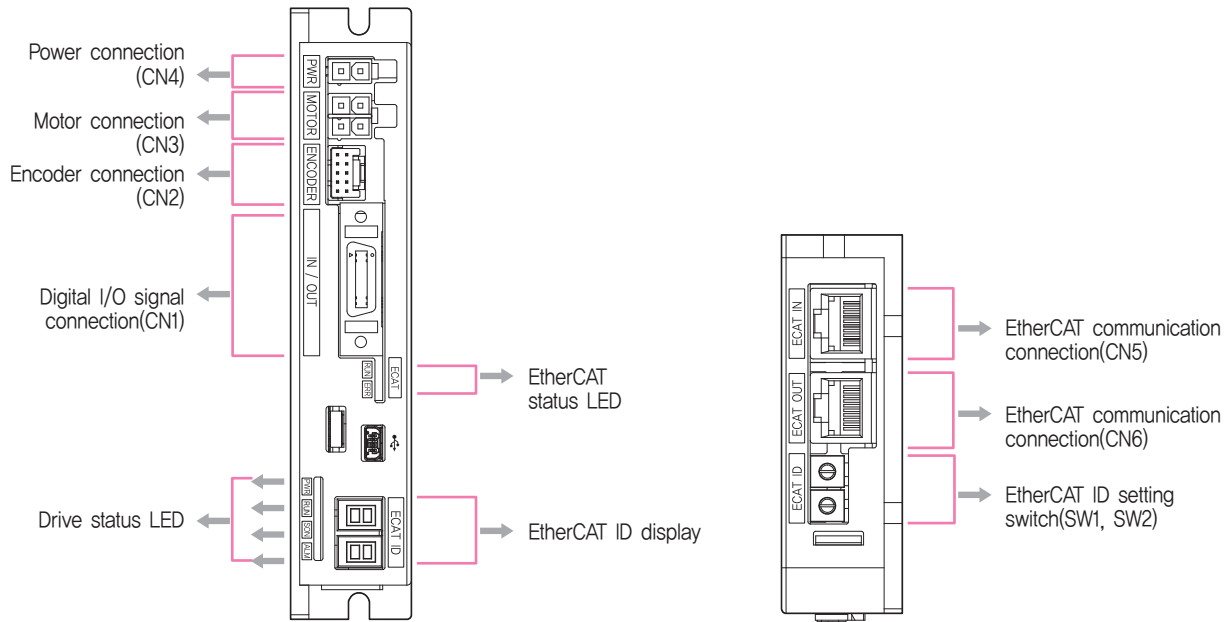 Power connection
(CN4)
Motor connection
(CN3)
Encoder connection
(CN2)
Digital I/O signal
connection(CN1)
Drive status LED
PWR
MOTOR
ENCODER
IN / OUT
ECAT
RUN
ERR
PWR
RUN
SON
ALM
ECAT ID
EtherCAT
status LED
EtherCAT ID display
ECAT IN
ECAT OUT
ECAT ID
EtherCAT communication
connection(CN5)
EtherCAT communication
connection(CN6)
EtherCAT ID setting
switch(SW1, SW2)